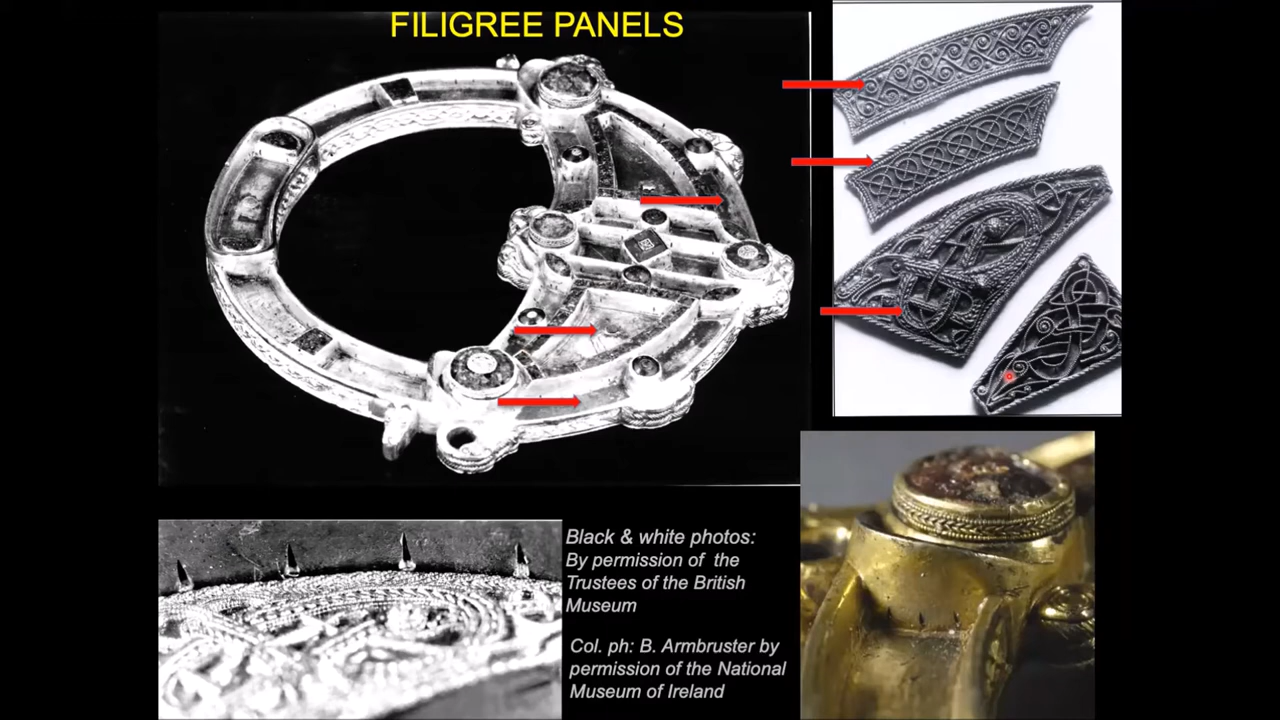 FILIGREE PANELS
Black & white photos:
By permission of the
Trustees of the British
Museum
Col. ph: B. Armbruster by
permission of the National
Museum of Ireland